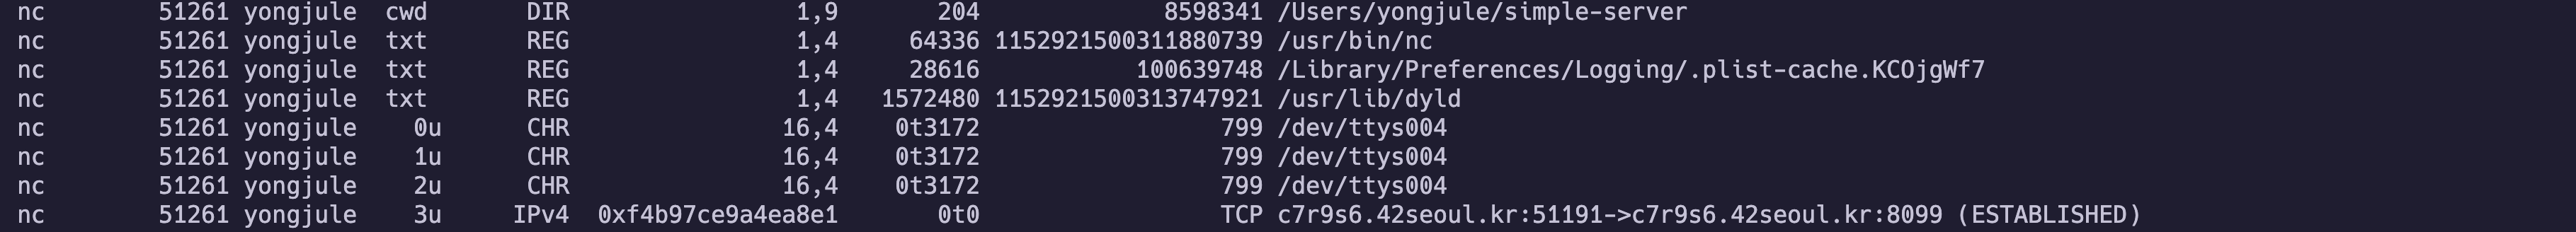 nc 51261 yongjule cwd DIR 1,9 204 8598341 /Users/yongjule/simple-server
nc 51261 yongjule txt REG 1,4 64336 1152921500311880739 /usr/bin/nc
nc 51261 yongjule txt REG 1,4 28616 100639748 /Library/Preferences/Logging/.plist-cache.KCOjgWf7
nc 51261 yongjule txt REG 1,4 1572480 1152921500313747921 /usr/lib/dyld
nc 51261 yongjule 0u CHR 16,4 0t3172 799 /dev/ttys004
nc 51261 yongjule 1u CHR 16,4 0t3172 799 /dev/ttys004
nc 51261 yongjule 2u CHR 16,4 0t3172 799 /dev/ttys004
nc 51261 yongjule 3u IPv4 0xf4b97ce9a4ea8e1 0t0 TCP c7r9s6.42seoul.kr:51191->c7r9s6.42seoul.kr:8099 (ESTABLISHED)